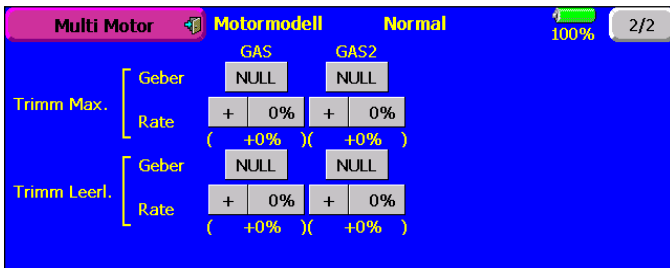 Multi Motor Motormodell Normal 100% 2/2
GAS GAS2
Geber NULL NULL
Trimm Max.
Rate + 0% + 0%
( +0% )( +0% )
Geber NULL NULL
Trimm Leerl.
Rate + 0% + 0%
( +0% )( +0% )